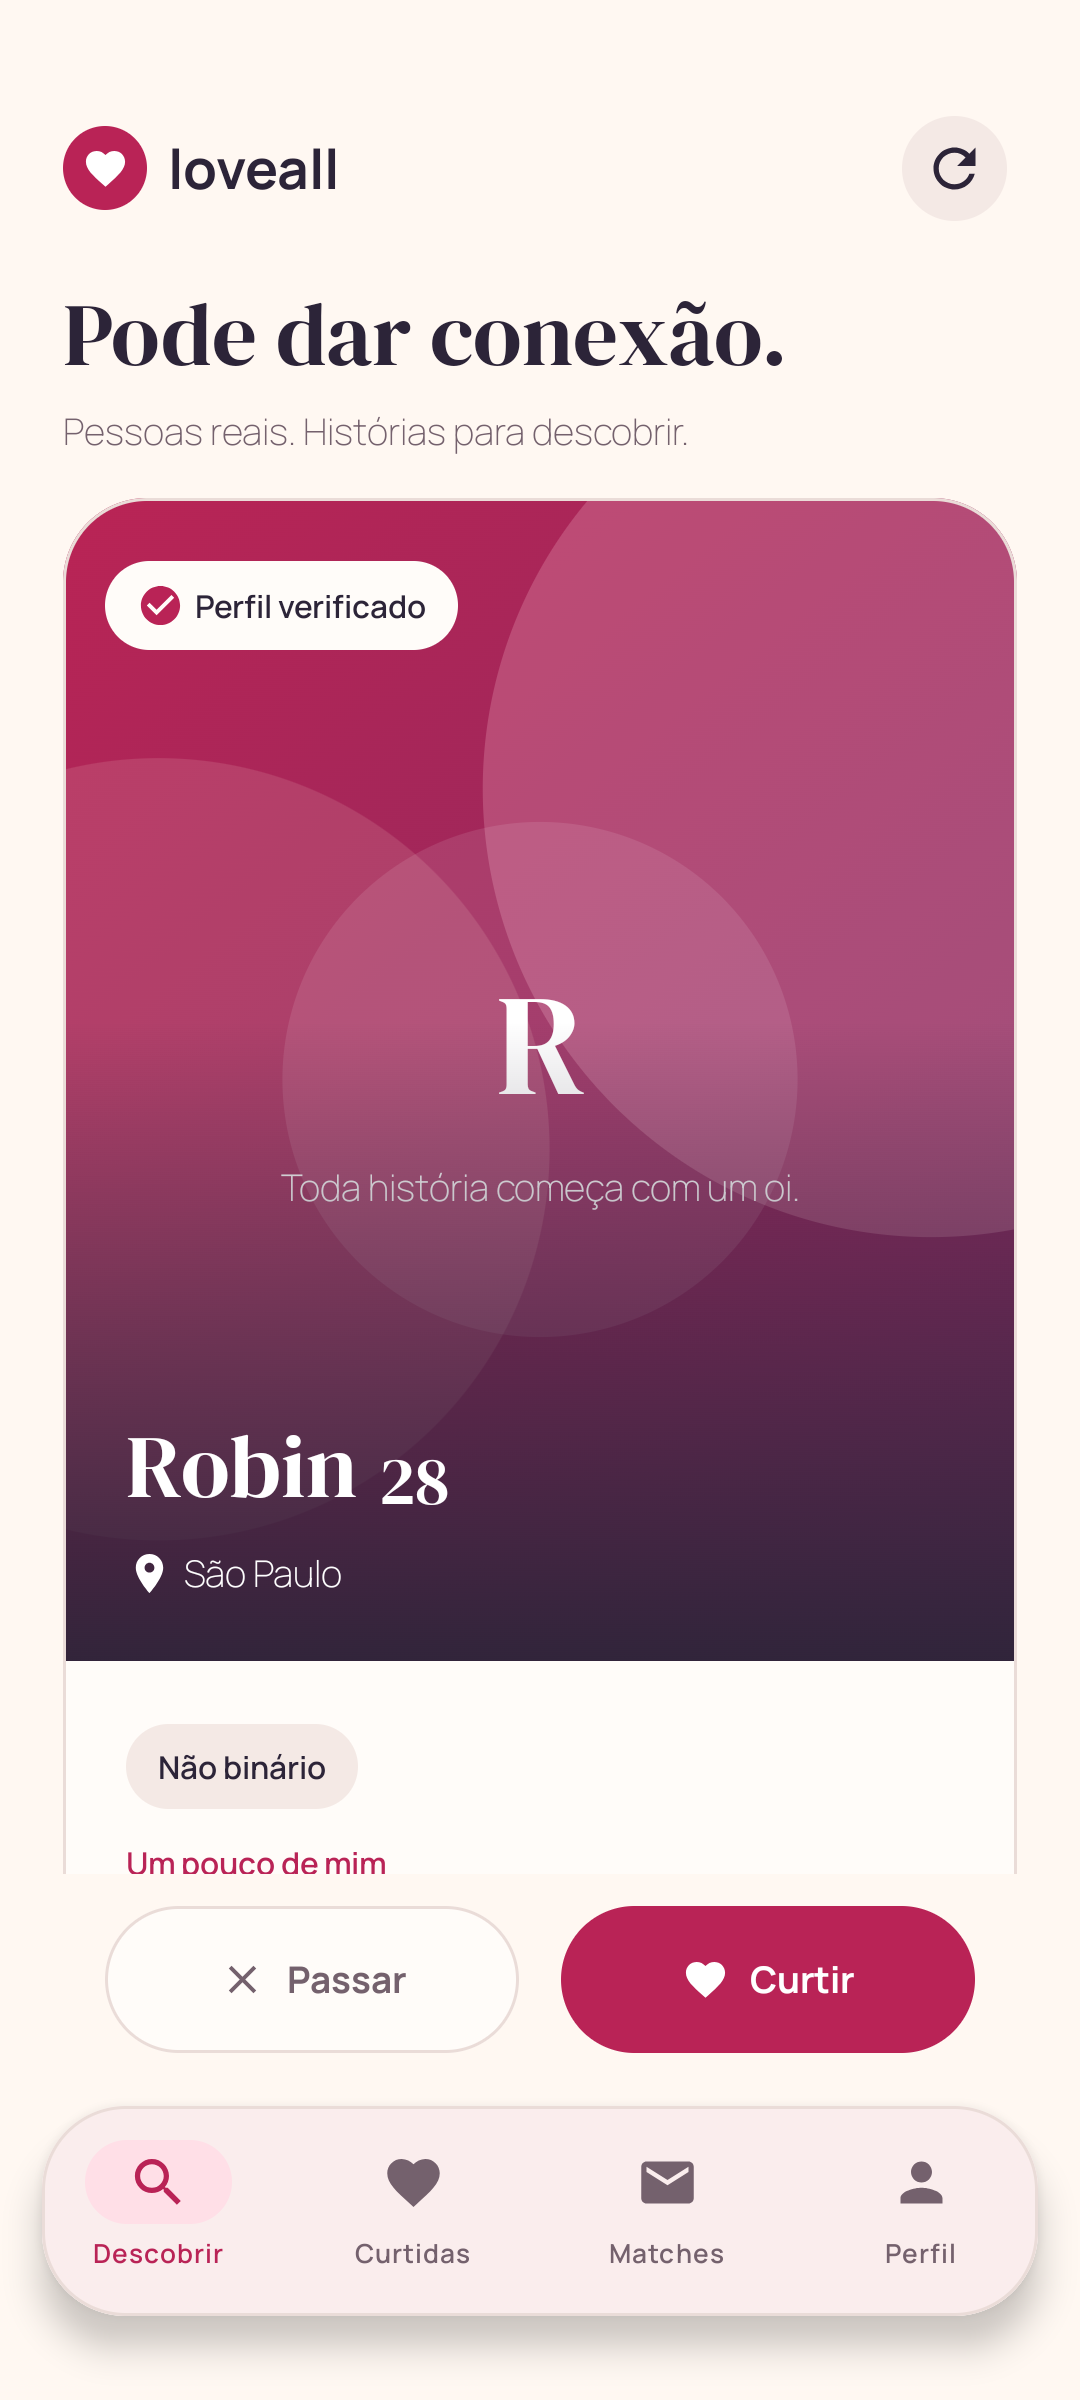 loveall
Pode dar conexão.
Pessoas reais. Histórias para descobrir.
Perfil verificado
R
Toda história começa com um oi.
Robin 28
São Paulo
Não binário
Um pouco de mim
Passar
Curtir
Descobrir
Curtidas
Matches
Perfil